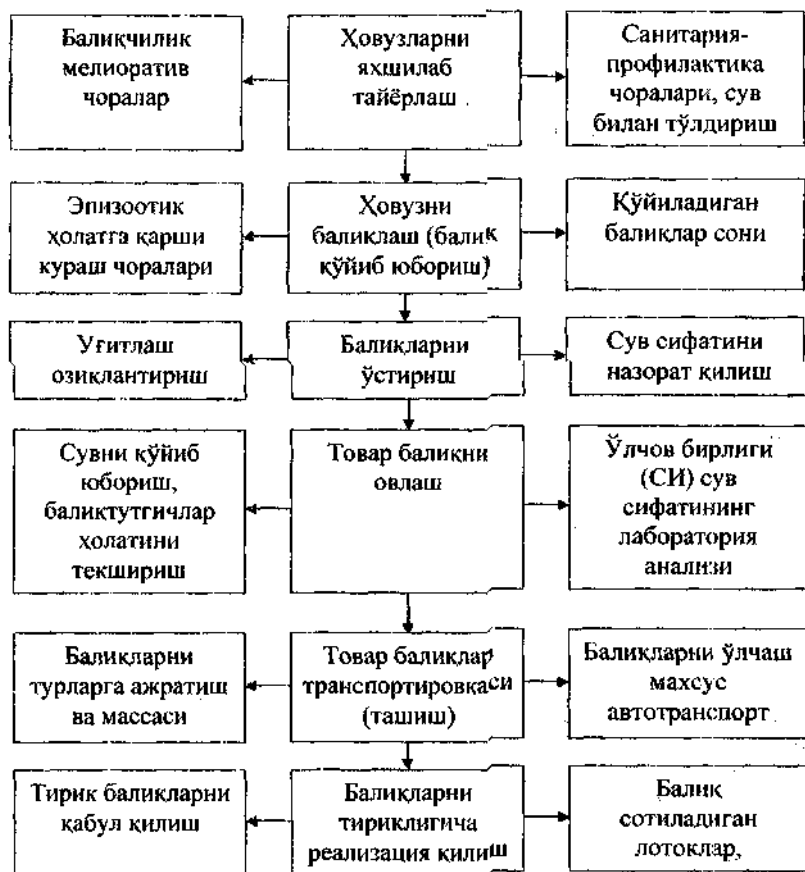 Балиқчилик
мелиоратив
чоралар
Ҳовузларни
яхшилаб
тайёрлаш
Санитария-
профилактика
чоралари, сув
билан тўлдириш
Эпизоотик
ҳолатга қарши
кураш чоралари
Ҳовузни
балиқлаш (балиқ
қўйиб юбориш)
Қўйиладиган
балиқлар сони
Уғитлаш
озиқлантириш
Балиқларни
ўстириш
Сув сифатини
назорат қилиш
Сувни қўйиб
юбориш,
балиқтутгичлар
ҳолатини
текшириш
Товар балиқни
овлаш
Ўлчов бирлиги
(СИ) сув
сифатининг
лаборатория
анализи
Балиқларни
турларга ажратиш
ва массаси
Товар балиқлар
транспортировкаси
(ташиш)
Балиқларни ўлчаш
махсус
автотранспорт
Тирик балиқларни
қабул қилиш
Балиқларни
тириклигича
реализация қилиш
Балиқ
сотиладиган
лотоклар,